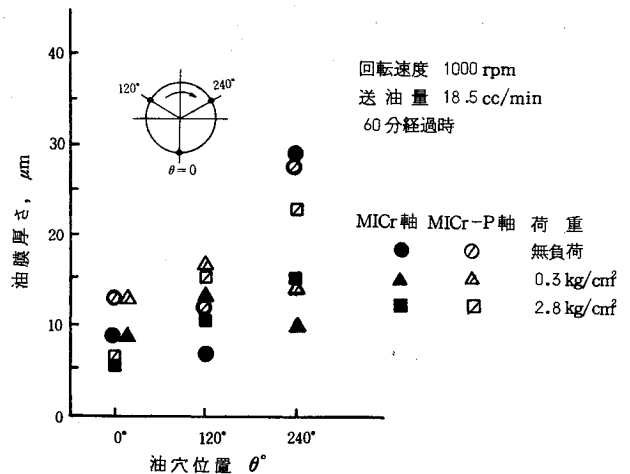 40
30
20
10
0
油膜厚さ, μm
120°
240°
θ=0
回転速度 1000 rpm
送油量 18.5 cc/min
60分経過時
MICr軸 MICr-P軸 荷重
無負荷
0.3 kg/cm²
2.8 kg/cm²
0° 120° 240°
油穴位置 θ°